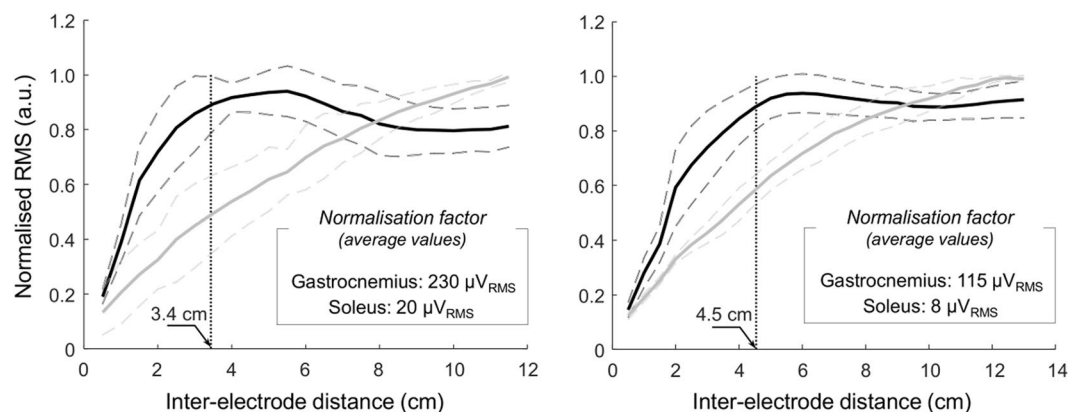 1.2
1.0
0.8
0.6
0.4
0.2
0
Normalised RMS (a.u.)
Normalisation factor
(average values)
Gastrocnemius: 230 µVRMS
Soleus: 20 µVRMS
3.4 cm
0 2 4 6 8 10 12
Inter-electrode distance (cm)
1.2
1.0
0.8
0.6
0.4
0.2
0
Normalisation factor
(average values)
Gastrocnemius: 115 µVRMS
Soleus: 8 µVRMS
4.5 cm
0 2 4 6 8 10 12 14
Inter-electrode distance (cm)